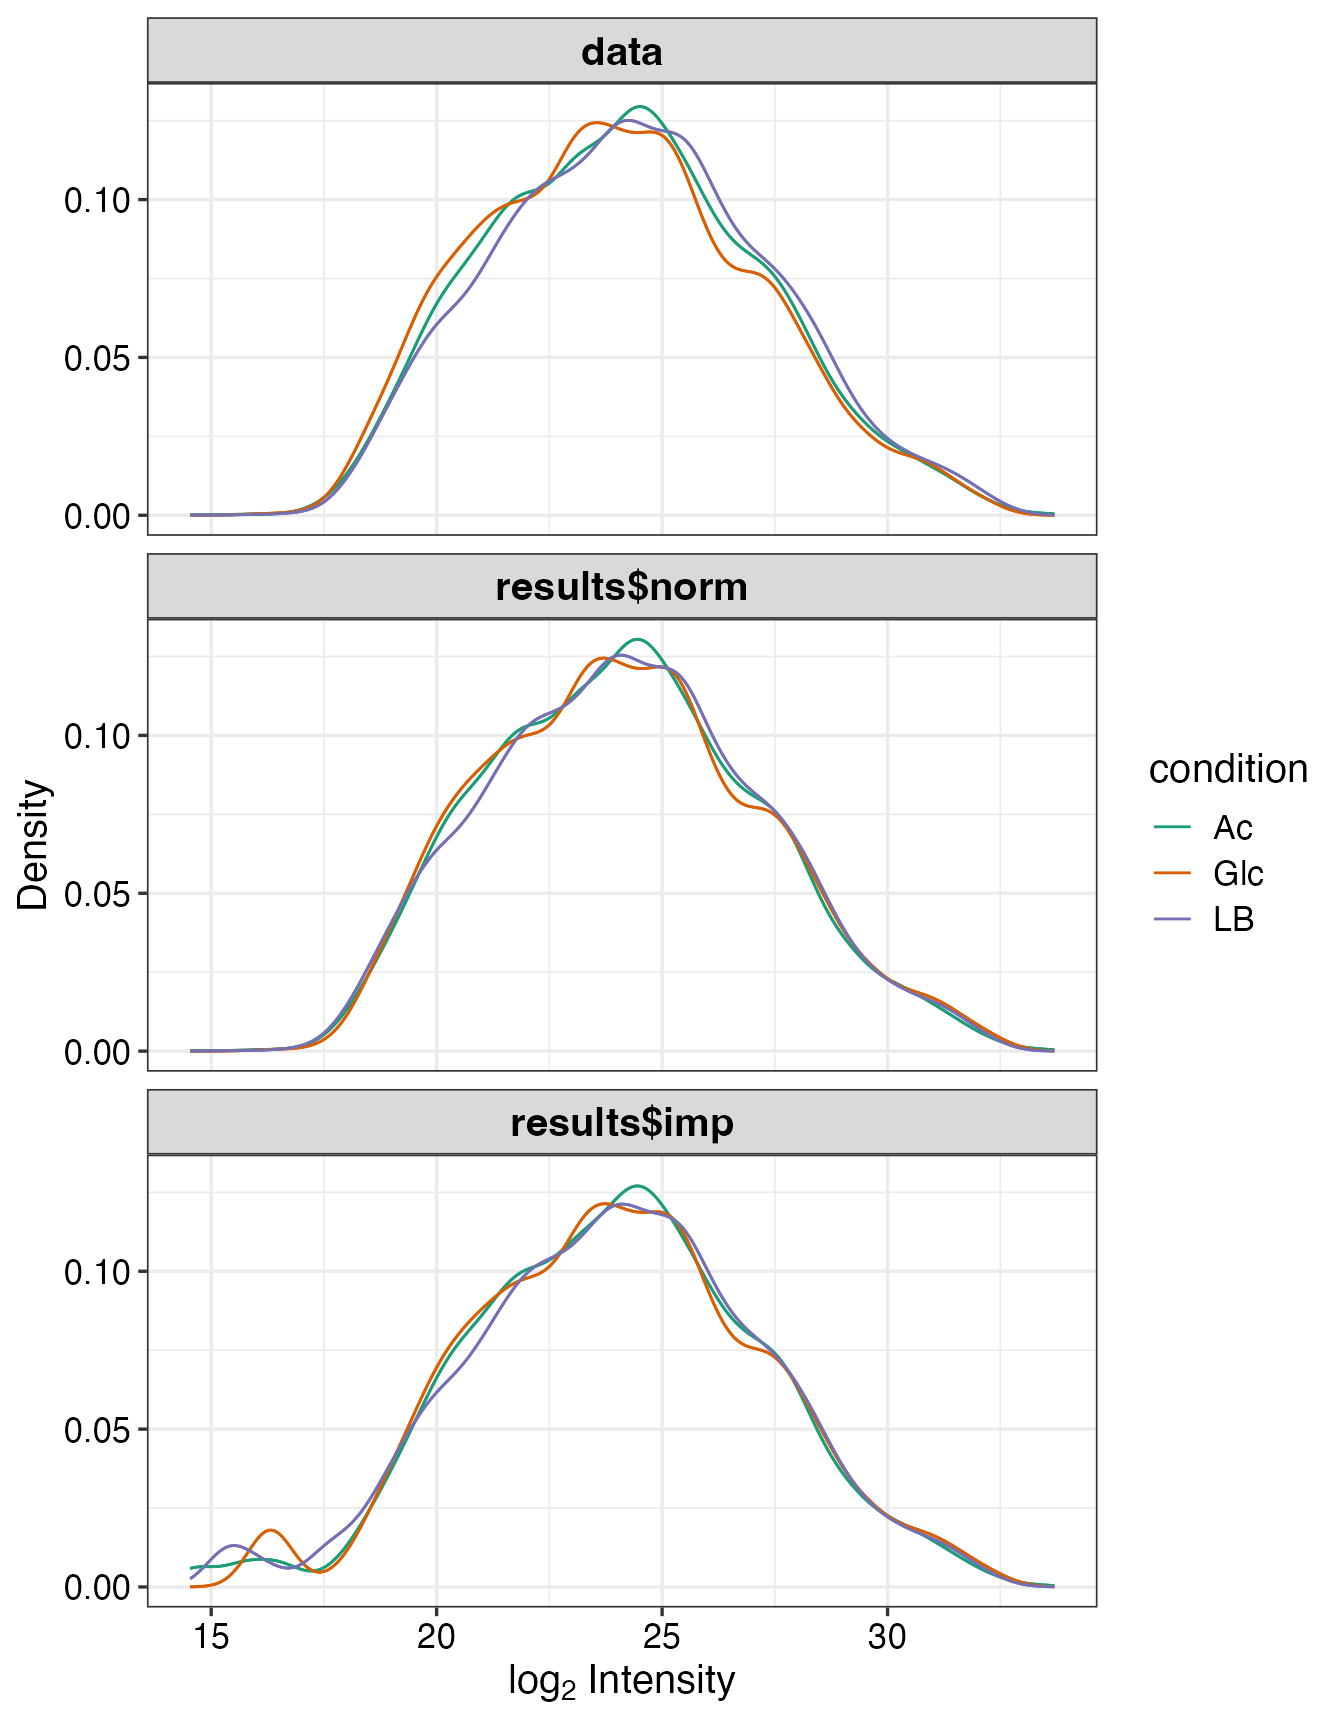 data
0.10
0.05
0.00
results$norm
0.10
0.05
0.00
results$imp
0.10
0.05
0.00
15 20 25 30
log₂ Intensity
Density
condition
Ac
Glc
LB